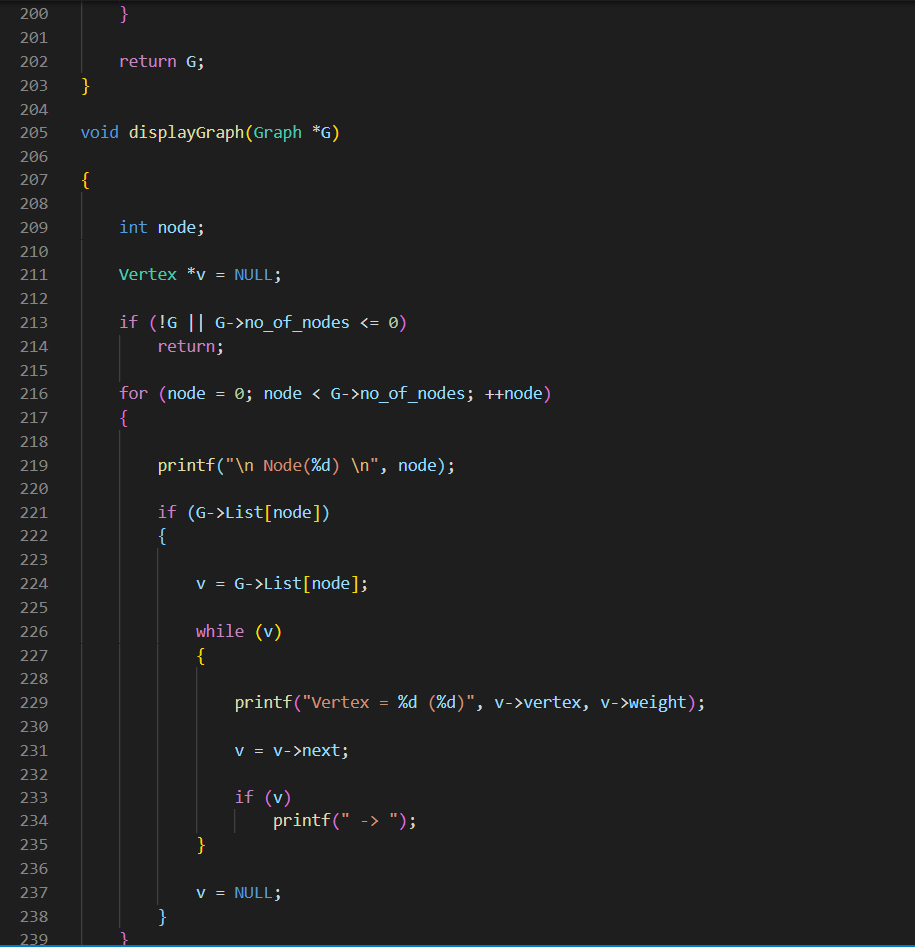 200     }
201
202     return G;
203 }
204
205 void displayGraph(Graph *G)
206
207 {
208
209     int node;
210
211     Vertex *v = NULL;
212
213     if (!G || G->no_of_nodes <= 0)
214         return;
215
216     for (node = 0; node < G->no_of_nodes; ++node)
217     {
218
219         printf("\n Node(%d) \n", node);
220
221         if (G->List[node])
222         {
223
224             v = G->List[node];
225
226             while (v)
227             {
228
229                 printf("Vertex = %d (%d)", v->vertex, v->weight);
230
231                 v = v->next;
232
233                 if (v)
234                     printf(" -> ");
235             }
236
237             v = NULL;
238         }
239     }